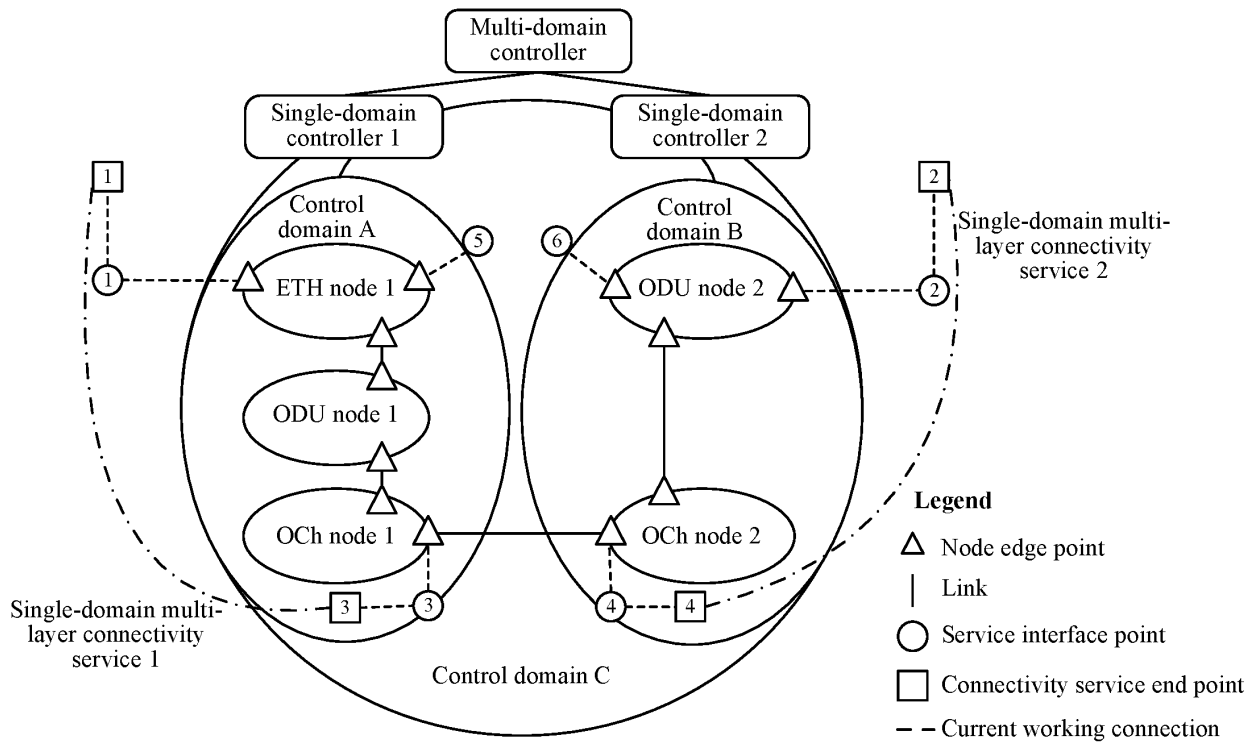 Multi-domain
controller
Single-domain
controller 1
Single-domain
controller 2
1
2
Control
domain A
Control
domain B
5
6
Single-domain multi-
layer connectivity
service 2
1
ETH node 1
ODU node 2
2
ODU node 1
OCh node 1
OCh node 2
Legend
Node edge point
Link
Service interface point
Connectivity service end point
Current working connection
3
3
4
4
Single-domain multi-
layer connectivity
service 1
Control domain C